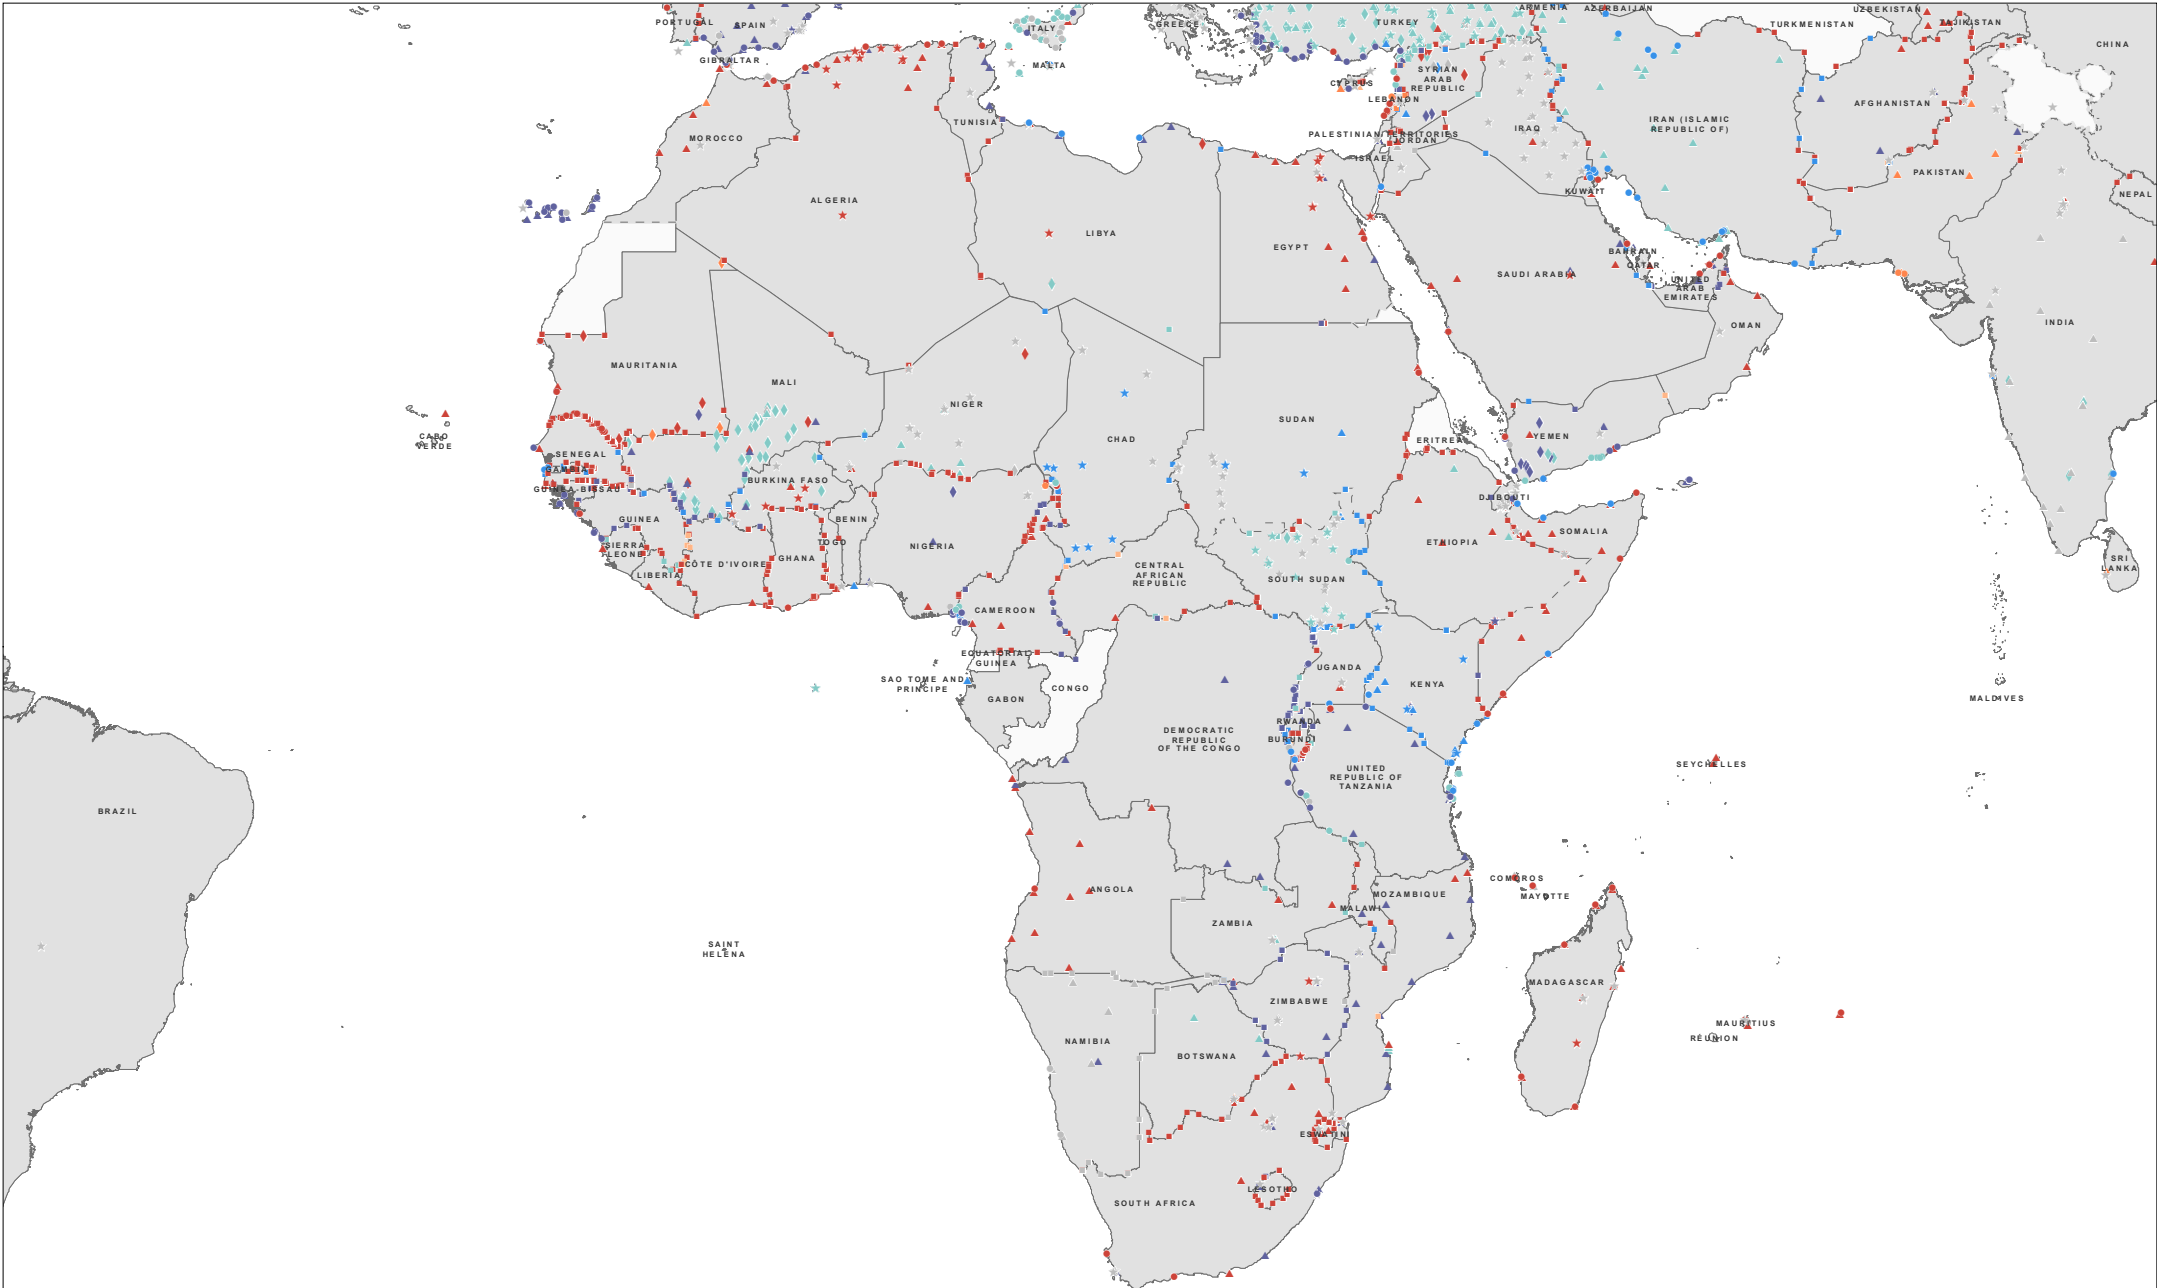 PORTUGAL
SPAIN
ITALY
GREECE
TURKEY
ARMENIA
AZERBAIJAN
TURKMENISTAN
UZBEKISTAN
TAJIKISTAN
CHINA
GIBRALTAR
MALTA
CYPRUS
SYRIAN
ARAB
REPUBLIC
LEBANON
AFGHANISTAN
TUNISIA
MOROCCO
PALESTINIAN TERRITORIES
JORDAN
ISRAEL
IRAQ
IRAN (ISLAMIC
REPUBLIC OF)
PAKISTAN
NEPAL
KUWAIT
ALGERIA
LIBYA
EGYPT
SAUDI ARABIA
BAHRAIN
QATAR
UNITED
ARAB
EMIRATES
OMAN
INDIA
MAURITANIA
MALI
NIGER
CHAD
SUDAN
ERITREA
YEMEN
CABO
VERDE
SENEGAL
GAMBIA
GUINEA-BISSAU
BURKINA FASO
GUINEA
BENIN
DJIBOUTI
SIERRA
LEONE
TOGO
GHANA
CÔTE D'IVOIRE
LIBERIA
NIGERIA
ETHIOPIA
SOMALIA
CENTRAL
AFRICAN
REPUBLIC
SOUTH SUDAN
SRI
LANKA
CAMEROON
EQUATORIAL
GUINEA
SAO TOME AND
PRINCIPE
GABON
CONGO
UGANDA
KENYA
MALDIVES
RWANDA
BURUNDI
DEMOCRATIC
REPUBLIC
OF THE CONGO
UNITED
REPUBLIC OF
TANZANIA
SEYCHELLES
BRAZIL
ANGOLA
COMOROS
MAYOTTE
MOZAMBIQUE
MALAWI
ZAMBIA
SAINT
HELENA
MADAGASCAR
ZIMBABWE
MAURITIUS
RÉUNION
NAMIBIA
BOTSWANA
ESWATINI
LESOTHO
SOUTH AFRICA